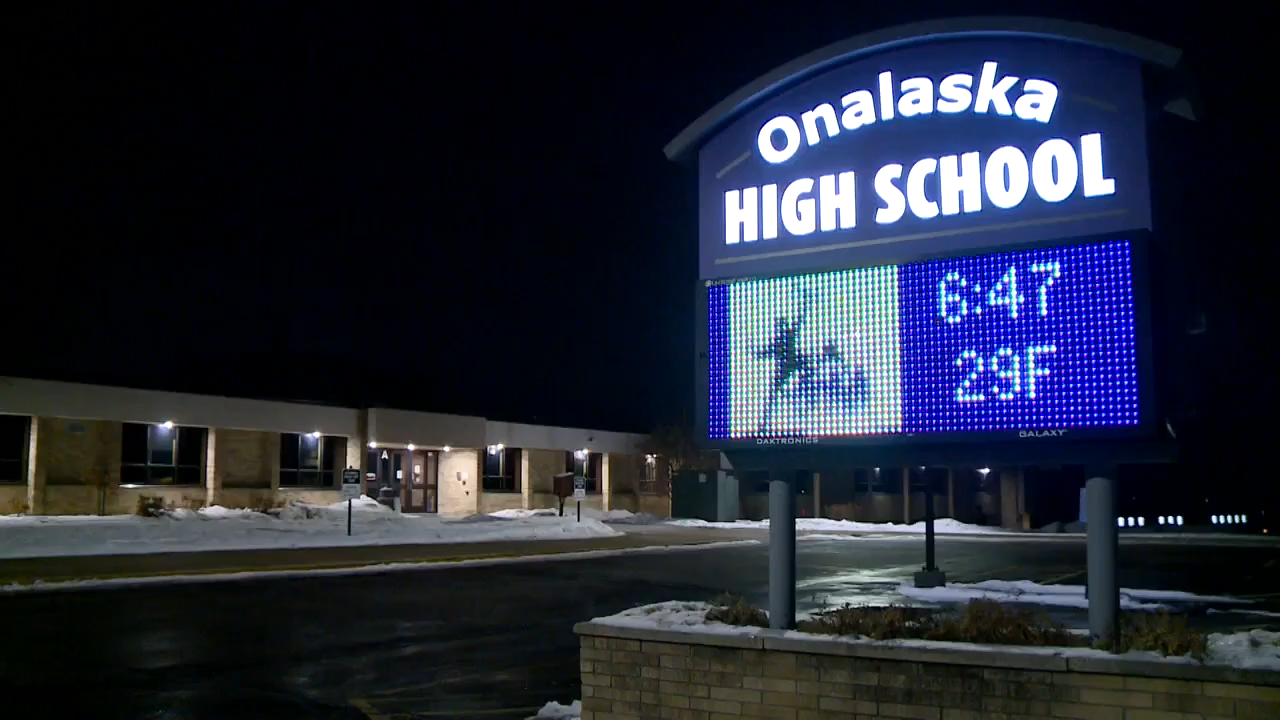 Onalaska
HIGH SCHOOL
6:47
29F
DAKTRONICS
GALAXY
A